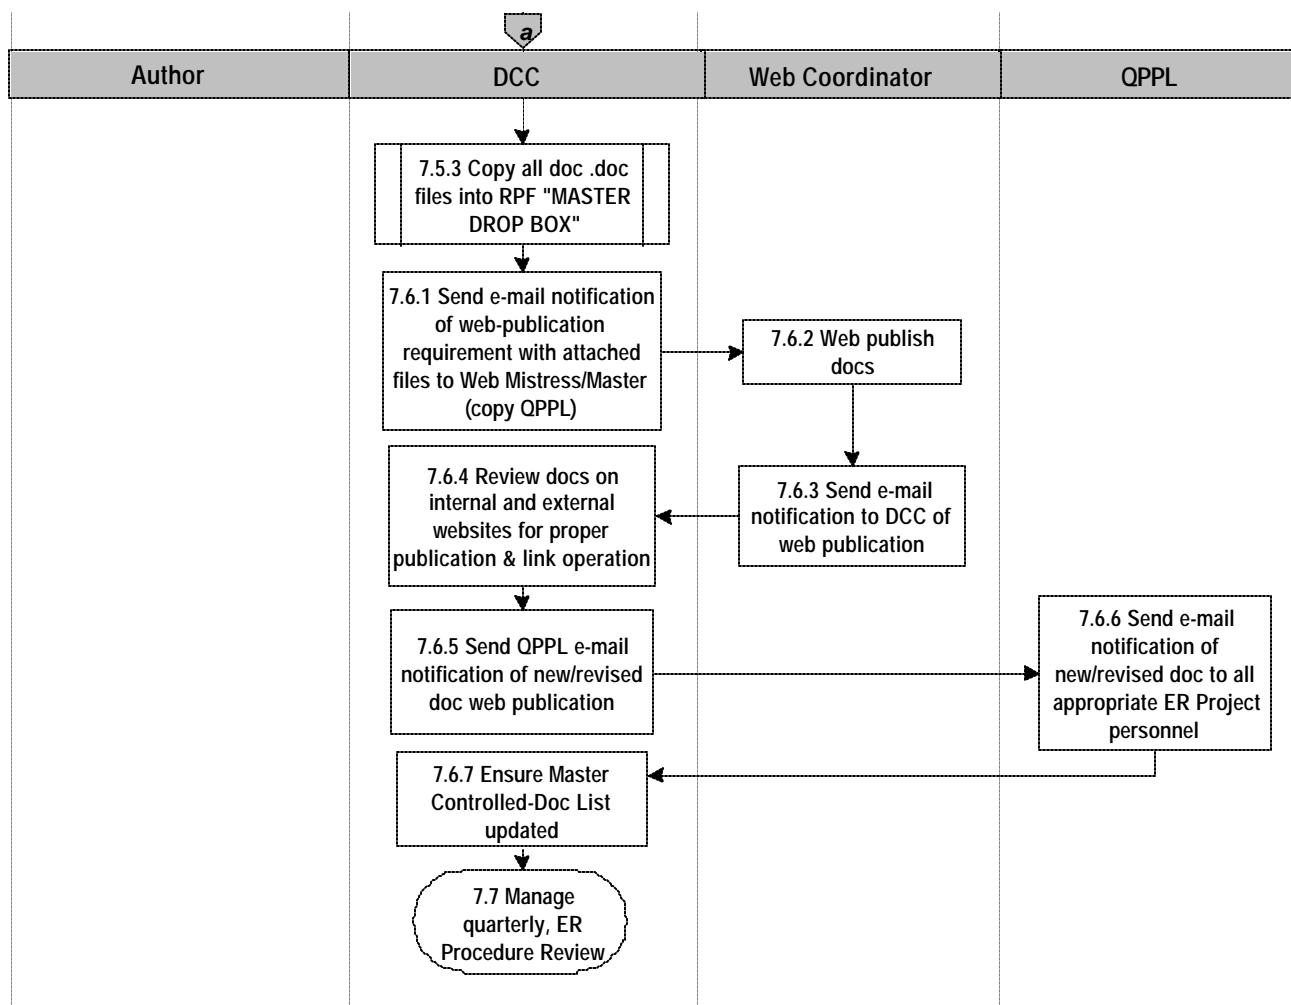 a
Author
DCC
Web Coordinator
QPPL
7.5.3 Copy all doc .doc
files into RPF "MASTER
DROP BOX"
7.6.1 Send e-mail notification
of web-publication
requirement with attached
files to Web Mistress/Master
(copy QPPL)
7.6.2 Web publish
docs
7.6.3 Send e-mail
notification to DCC of
web publication
7.6.4 Review docs on
internal and external
websites for proper
publication & link operation
7.6.5 Send QPPL e-mail
notification of new/revised
doc web publication
7.6.6 Send e-mail
notification of
new/revised doc to all
appropriate ER Project
personnel
7.6.7 Ensure Master
Controlled-Doc List
updated
7.7 Manage
quarterly, ER
Procedure Review